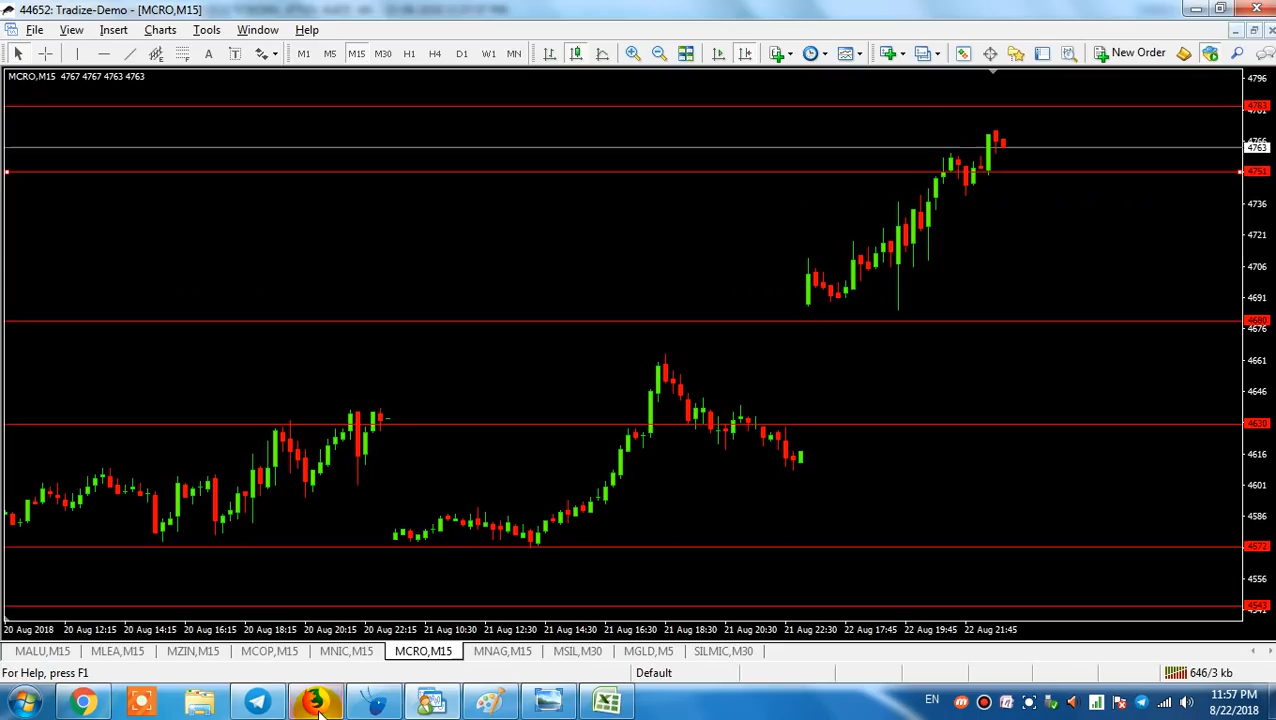 44652: Tradize-Demo - [MCRO,M15]
File View Insert Charts Tools Window Help
M1 M5 M15 M30 H1 H4 D1 W1 MN New Order
MCRO,M15 4767 4767 4763 4763
4796
4783
4763
4751
4736
4721
4706
4691
4680
4676
4661
4646
4630
4616
4601
4586
4572
4556
4543
20 Aug 2018 20 Aug 12:15 20 Aug 14:15 20 Aug 16:15 20 Aug 18:15 20 Aug 20:15 20 Aug 22:15 21 Aug 10:30 21 Aug 12:30 21 Aug 14:30 21 Aug 16:30 21 Aug 18:30 21 Aug 20:30 21 Aug 22:30 22 Aug 17:45 22 Aug 19:45 22 Aug 21:45
MALU,M15 MLEA,M15 MZIN,M15 MCOP,M15 MNIC,M15 MCRO,M15 MNAG,M15 MSIL,M30 MGLD,M5 SILMIC,M30
For Help, press F1 Default 646/3 kb
EN 11:57 PM
8/22/2018